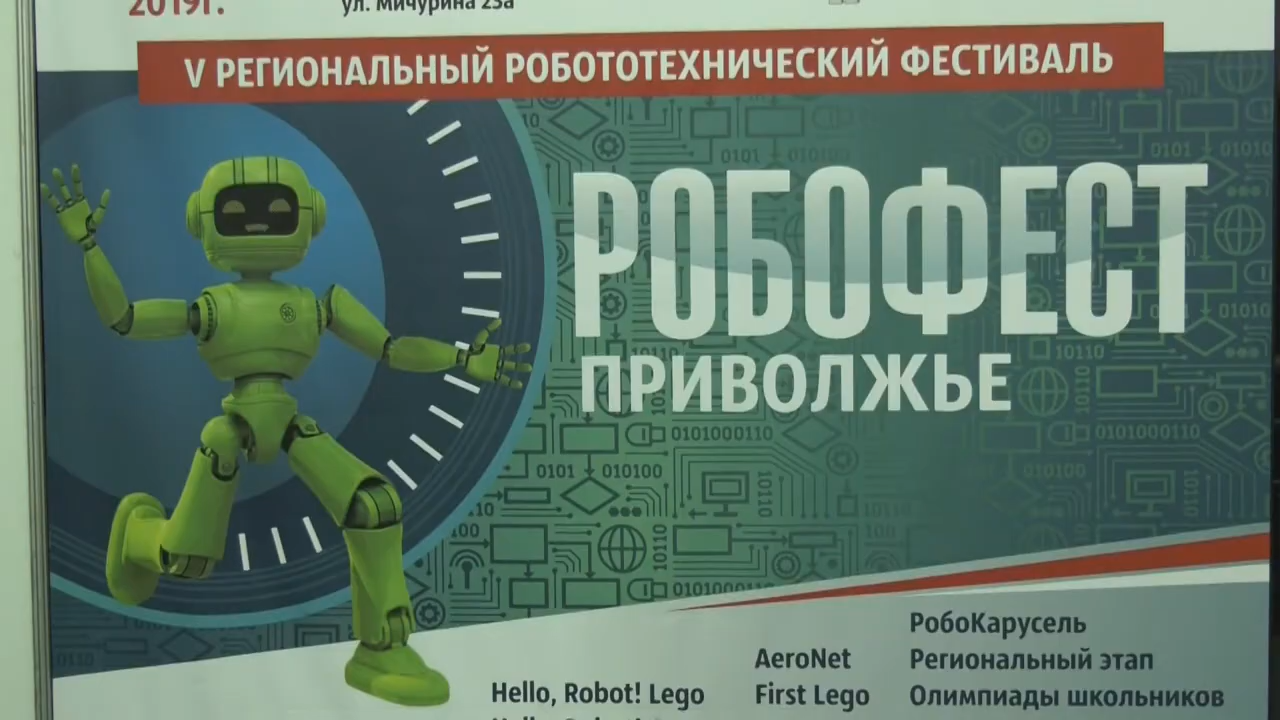 2019г.
ул. Мичурина 23а
V РЕГИОНАЛЬНЫЙ РОБОТОТЕХНИЧЕСКИЙ ФЕСТИВАЛЬ
РОБОФЕСТ
ПРИВОЛЖЬЕ
0101
0101000110
0101000110
0101 010100
РобоКарусель
AeroNet Региональный этап
Hello, Robot! Lego First Lego Олимпиады школьников